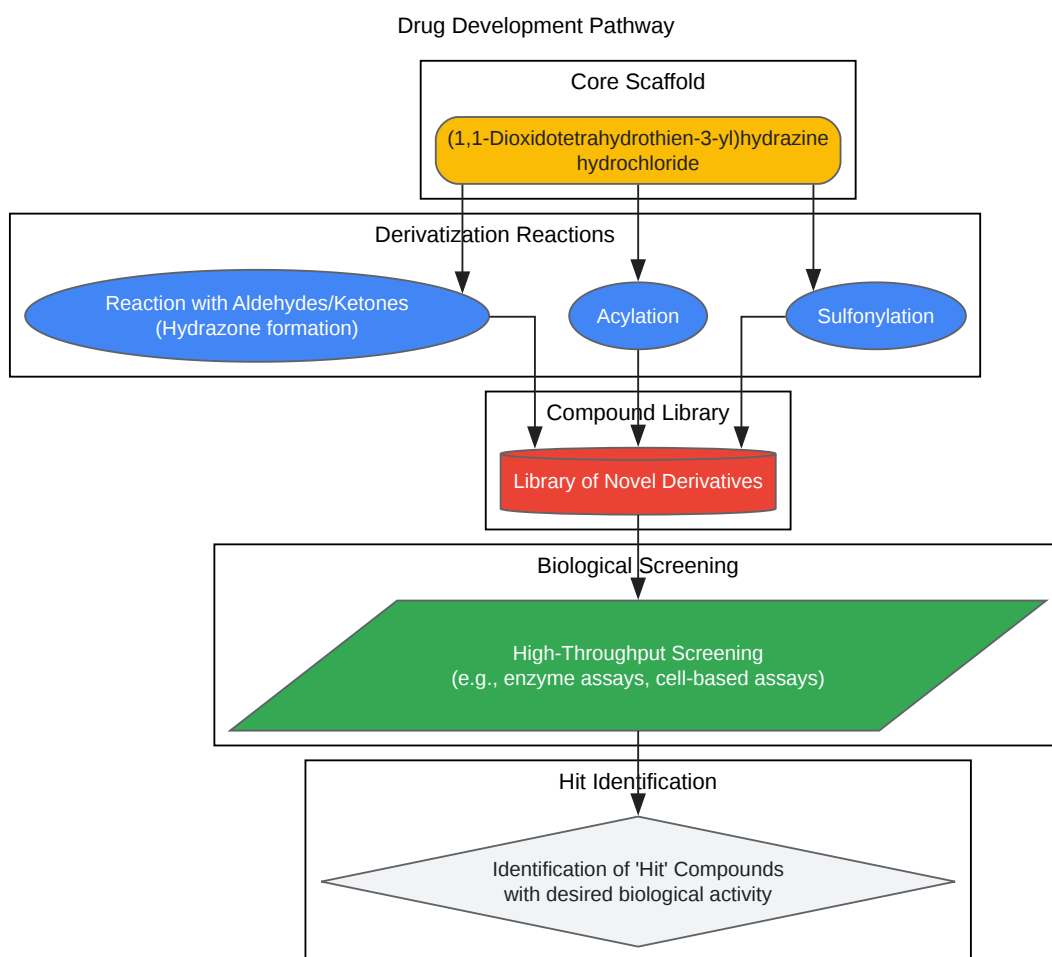 Drug Development Pathway
Core Scaffold
(1,1-Dioxidotetrahydrothien-3-yl)hydrazine
hydrochloride
Derivatization Reactions
Reaction with Aldehydes/Ketones
(Hydrazone formation)
Acylation
Sulfonylation
Compound Library
Library of Novel Derivatives
Biological Screening
High-Throughput Screening
(e.g., enzyme assays, cell-based assays)
Hit Identification
Identification of 'Hit' Compounds
with desired biological activity